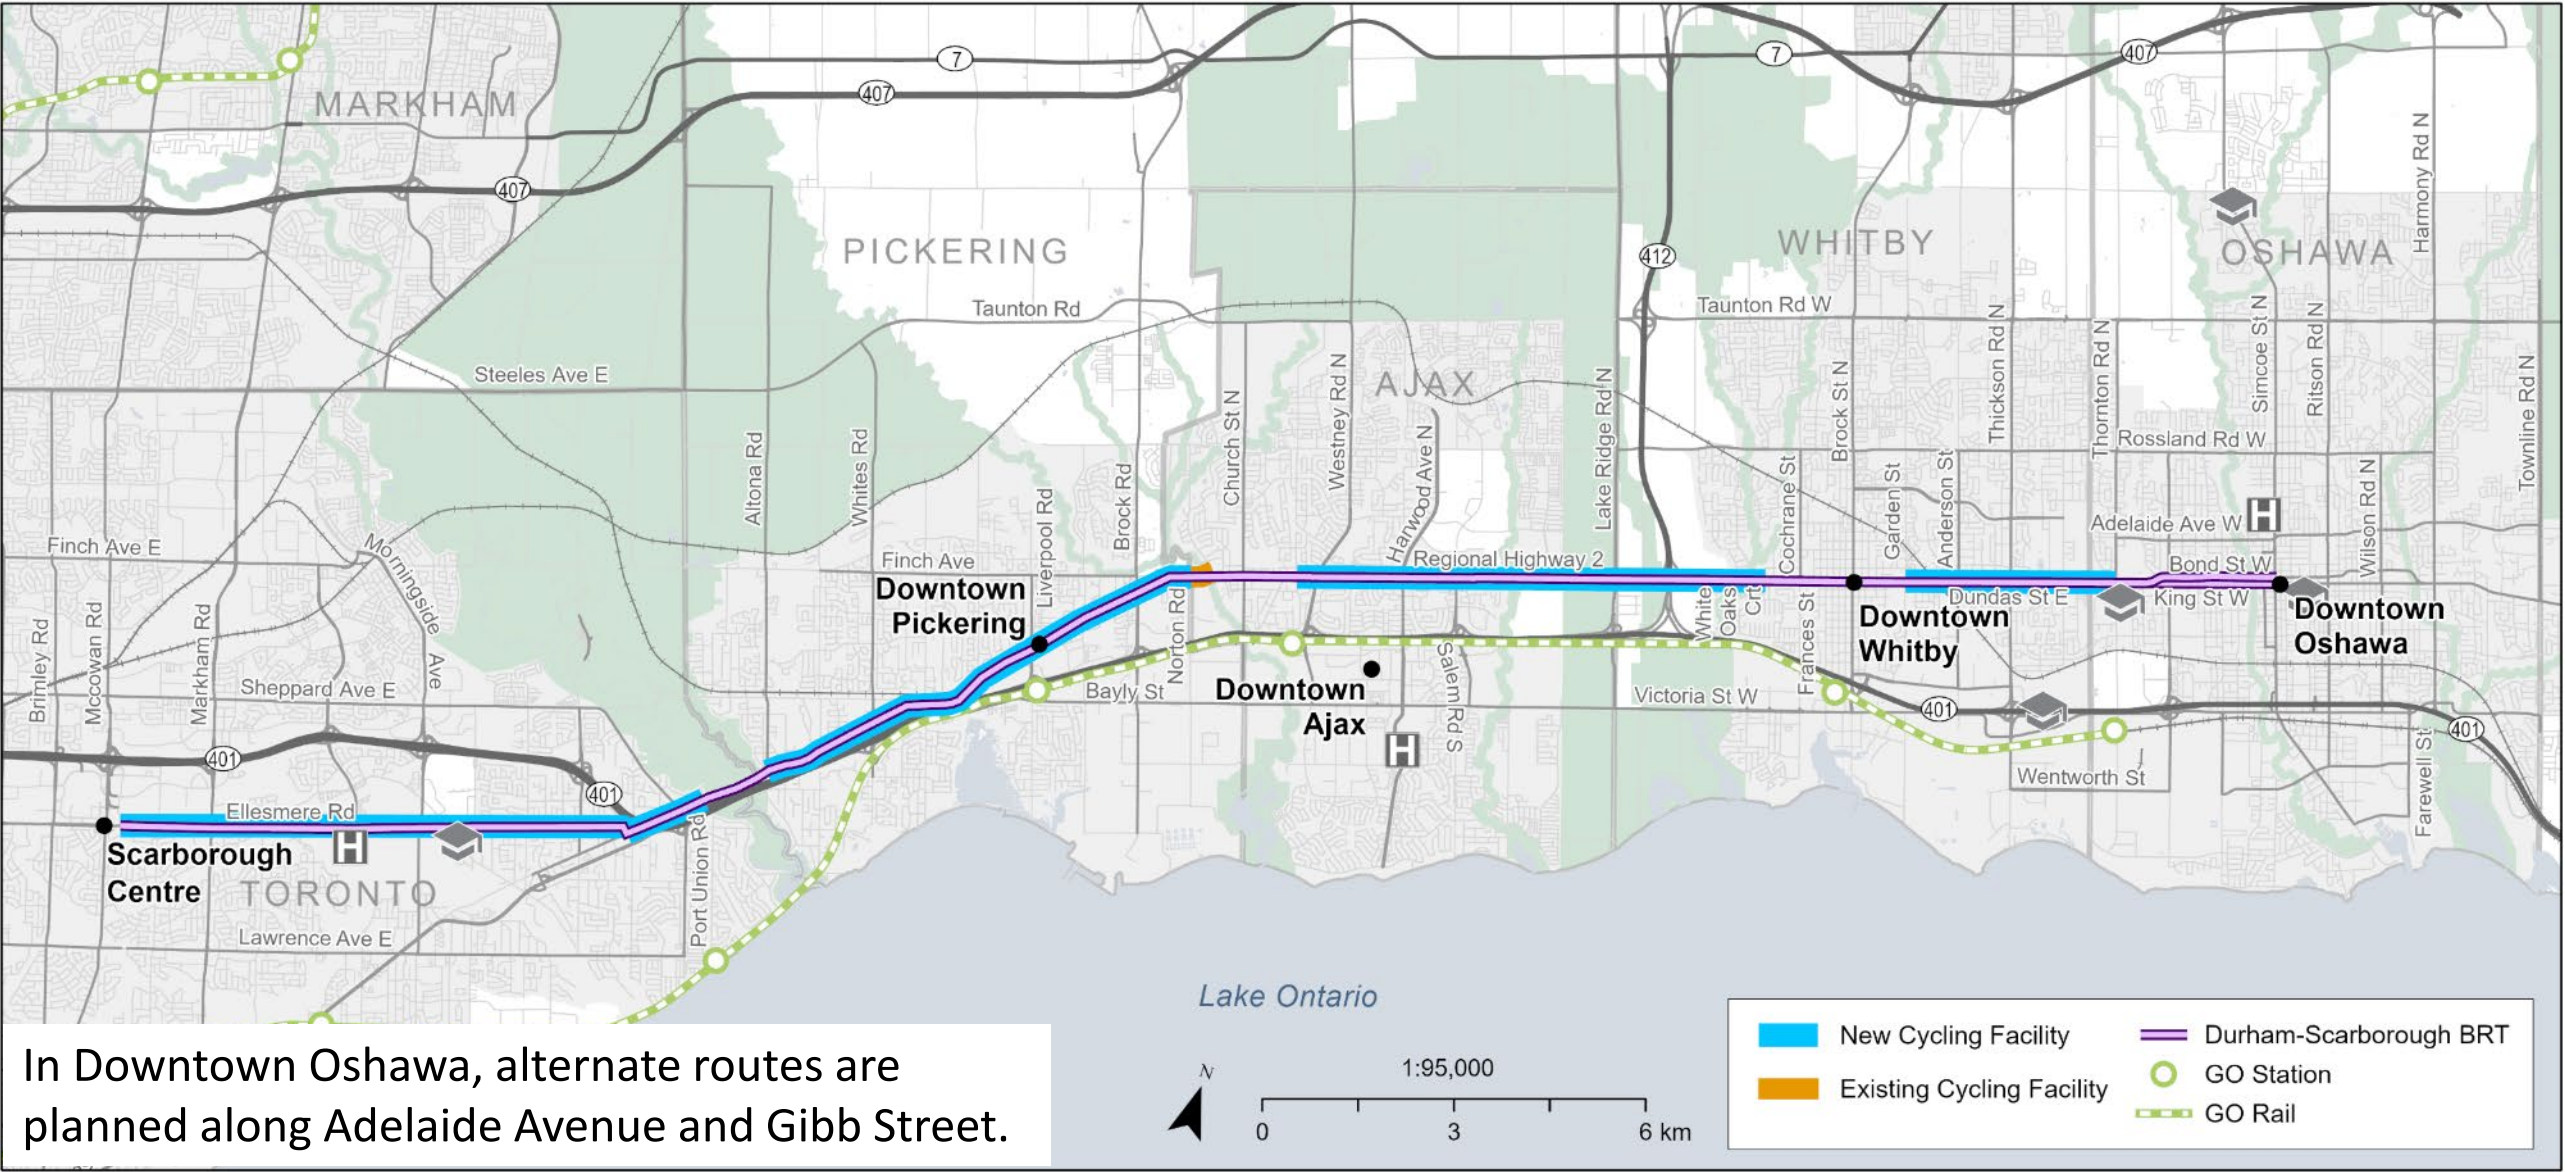 7
7
407
407
MARKHAM
407
Harmony Rd N
PICKERING
412
WHITBY
OSHAWA
Taunton Rd
Taunton Rd W
Steeles Ave E
AJAX
Altona Rd
Whites Rd
Liverpool Rd
Brock Rd
Church St N
Westney Rd N
Harwood Ave N
Lake Ridge Rd N
Cochrane St
Brock St N
Garden St
Anderson St
Thickson Rd N
Thornton Rd N
Simcoe St N
Ritson Rd N
Wilson Rd N
Townline Rd N
Rossland Rd W
Adelaide Ave W
H
Finch Ave E
Morningside
Ave
Finch Ave
Regional Highway 2
Bond St W
Downtown
Pickering
Dundas St E
King St W
Downtown
Whitby
Downtown
Oshawa
Brimley Rd
Mccowan Rd
Markham Rd
Sheppard Ave E
Norton Rd
Bayly St
Downtown
Ajax
Salem Rd S
White
Oaks
Crt
Frances St
Victoria St W
401
401
401
401
H
Wentworth St
Farewell St
Ellesmere Rd
H
Scarborough
Centre
TORONTO
Port Union Rd
Lawrence Ave E
Lake Ontario
In Downtown Oshawa, alternate routes are
planned along Adelaide Avenue and Gibb Street.
N
1:95,000
0 3 6 km
New Cycling Facility
Existing Cycling Facility
Durham-Scarborough BRT
GO Station
GO Rail